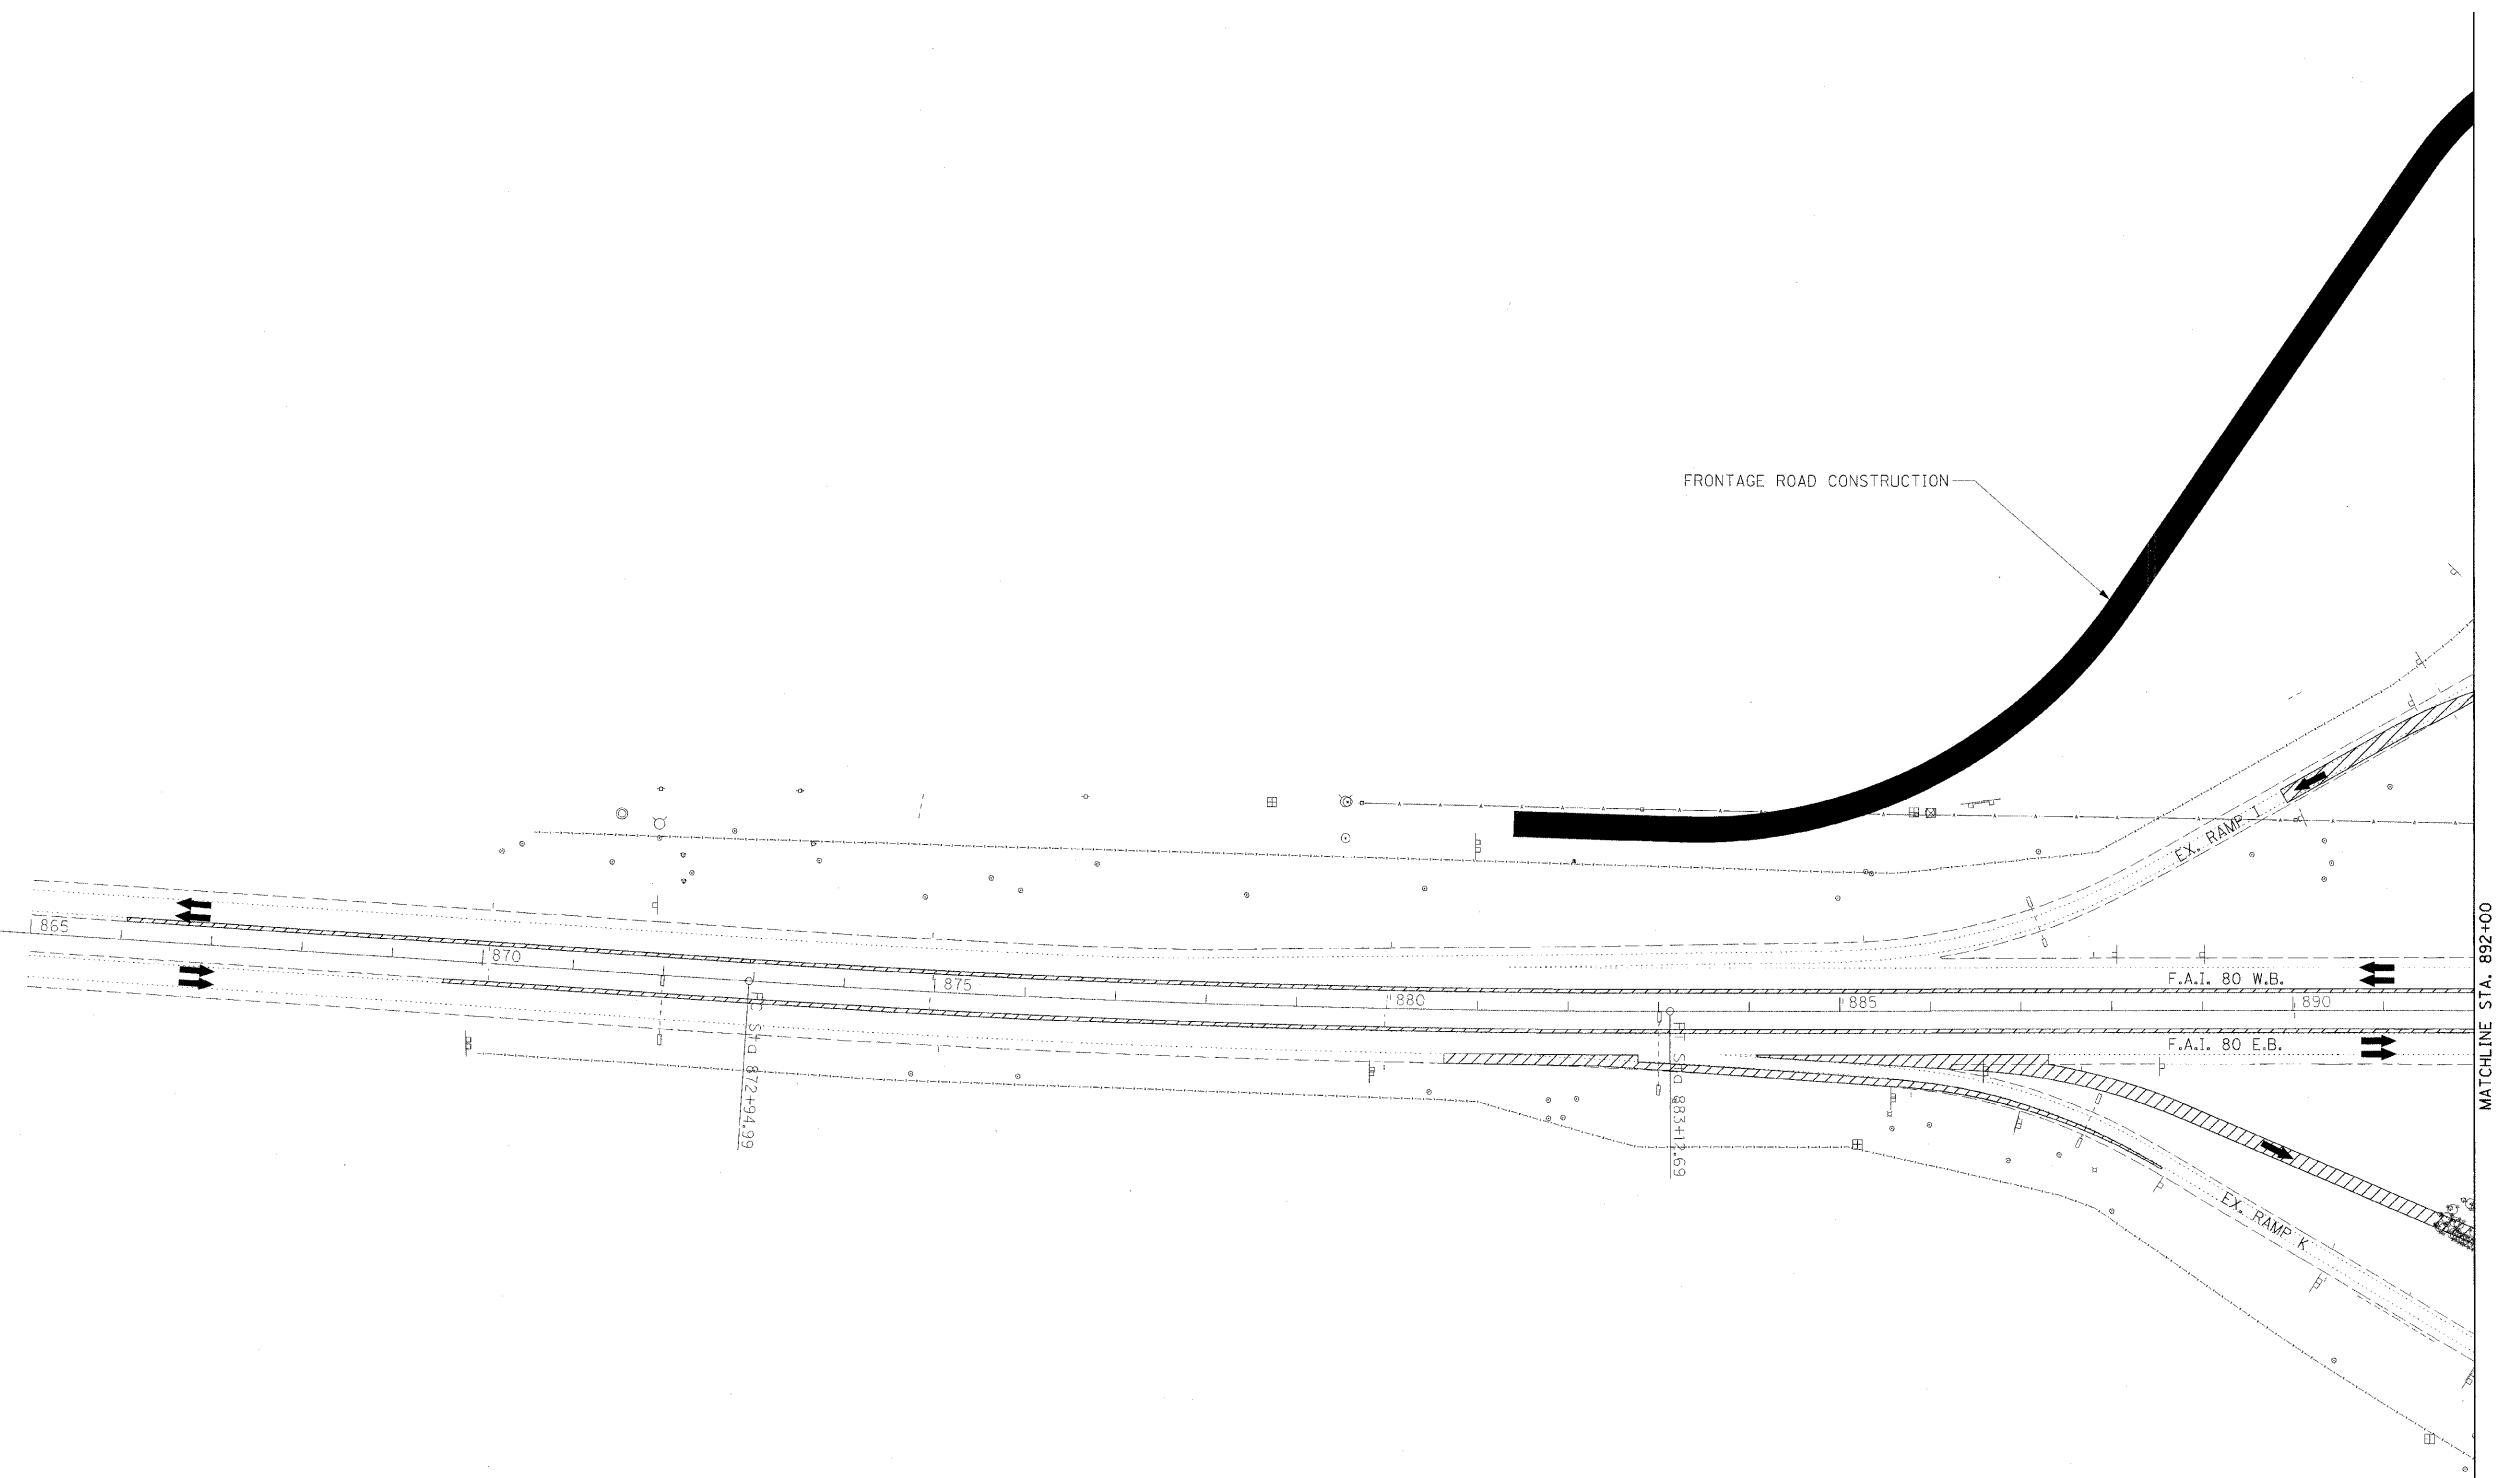 FRONTAGE ROAD CONSTRUCTION
EX. RAMP I
865
870
875
880
885
890
F.A.I. 80 W.B.
F.A.I. 80 E.B.
PC Sta 872+94.99
PT Sta 883+12.69
EX. RAMP K
MATCHLINE STA. 892+00